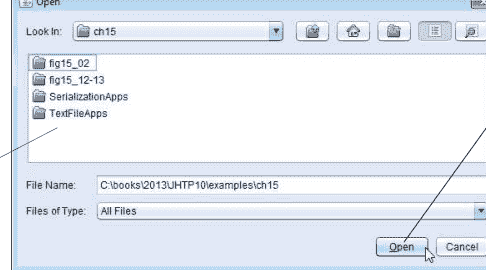 Open
Look In: ch15
fig15_02
fig15_12-13
SerializationApps
TextFileApps
File Name: C:\books\2013\JHTP10\examples\ch15
Files of Type: All Files
Open Cancel